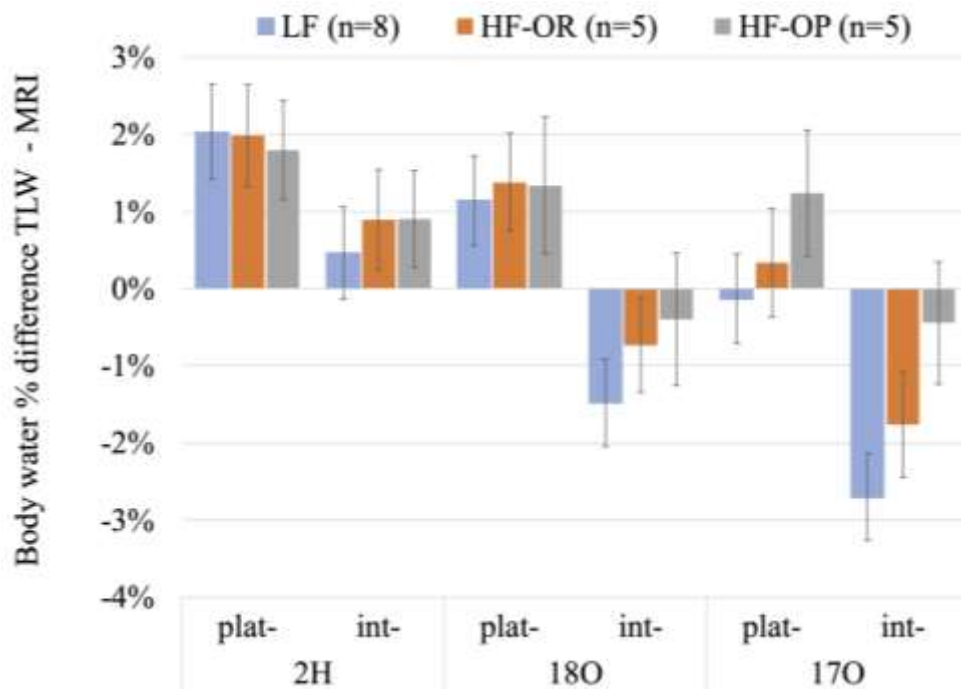 LF (n=8) HF-OR (n=5) HF-OP (n=5)
Body water % difference TLW - MRI
3%
2%
1%
0%
-1%
-2%
-3%
-4%
plat- int- plat- int- plat- int-
2H 18O 17O